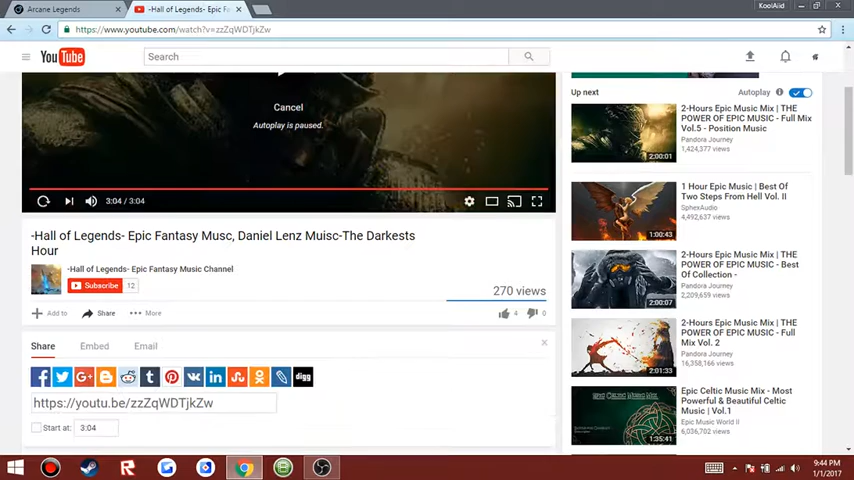 Arcane Legends
-Hall of Legends- Epic Fa
KoolAid
https://www.youtube.com/watch?v=zzZqWDTjkZw
YouTube
Search
Cancel
Autoplay is paused.
3:04 / 3:04
-Hall of Legends- Epic Fantasy Musc, Daniel Lenz Muisc-The Darkests
Hour
-Hall of Legends- Epic Fantasy Music Channel
Subscribe 12
270 views
Add to Share More
4 0
Share Embed Email
digg
https://youtu.be/zzZqWDTjkZw
Start at: 3:04
Up next Autoplay
2-Hours Epic Music Mix | THE
POWER OF EPIC MUSIC - Full Mix
Vol.5 - Position Music
Pandora Journey
1,424,377 views
2:00:01
1 Hour Epic Music | Best Of
Two Steps From Hell Vol. II
SphexAudio
4,492,637 views
1:00:43
2-Hours Epic Music Mix | THE
POWER OF EPIC MUSIC - Best
Of Collection -
Pandora Journey
2,209,659 views
2:00:07
2-Hours Epic Music Mix | THE
POWER OF EPIC MUSIC - Full
Mix Vol. 2
Pandora Journey
16,358,166 views
2:01:33
Epic Celtic Music Mix - Most
Powerful & Beautiful Celtic
Music | Vol.1
Epic Music World II
6,036,702 views
1:35:41
9:44 PM
1/1/2017